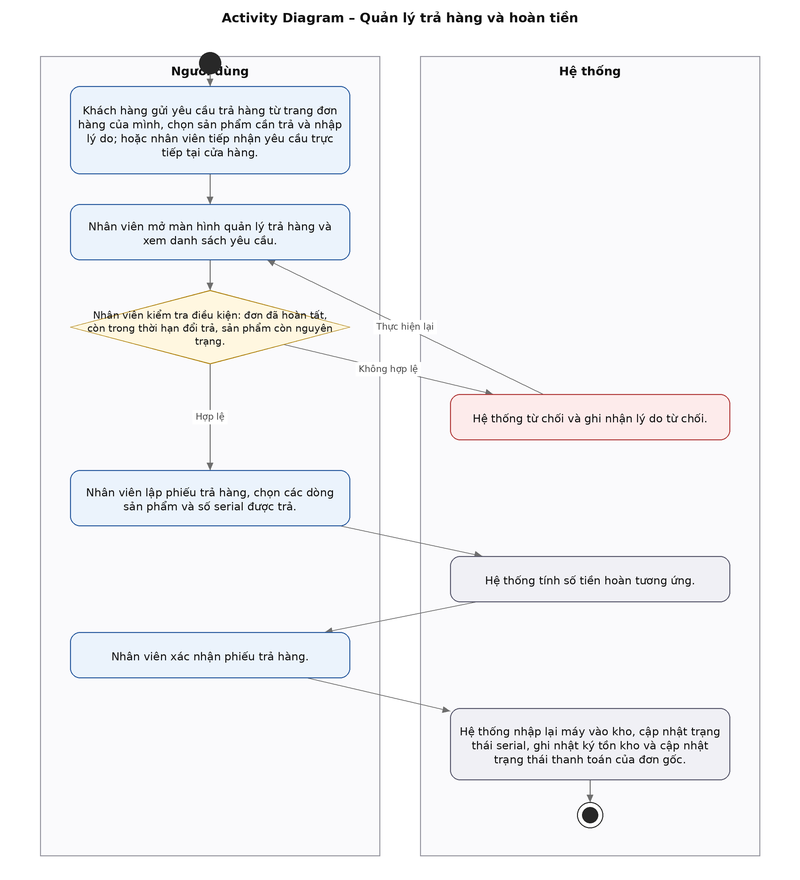 Activity Diagram – Quản lý trả hàng và hoàn tiền
Người dùng
Hệ thống
Khách hàng gửi yêu cầu trả hàng từ trang đơn
hàng của mình, chọn sản phẩm cần trả và nhập
lý do; hoặc nhân viên tiếp nhận yêu cầu trực
tiếp tại cửa hàng.
Nhân viên mở màn hình quản lý trả hàng và
xem danh sách yêu cầu.
Nhân viên kiểm tra điều kiện: đơn đã hoàn tất,
còn trong thời hạn đổi trả, sản phẩm còn nguyên
trạng.
Thực hiện lại
Không hợp lệ
Hợp lệ
Hệ thống từ chối và ghi nhận lý do từ chối.
Nhân viên lập phiếu trả hàng, chọn các dòng
sản phẩm và số serial được trả.
Hệ thống tính số tiền hoàn tương ứng.
Nhân viên xác nhận phiếu trả hàng.
Hệ thống nhập lại máy vào kho, cập nhật trạng
thái serial, ghi nhật ký tồn kho và cập nhật
trạng thái thanh toán của đơn gốc.